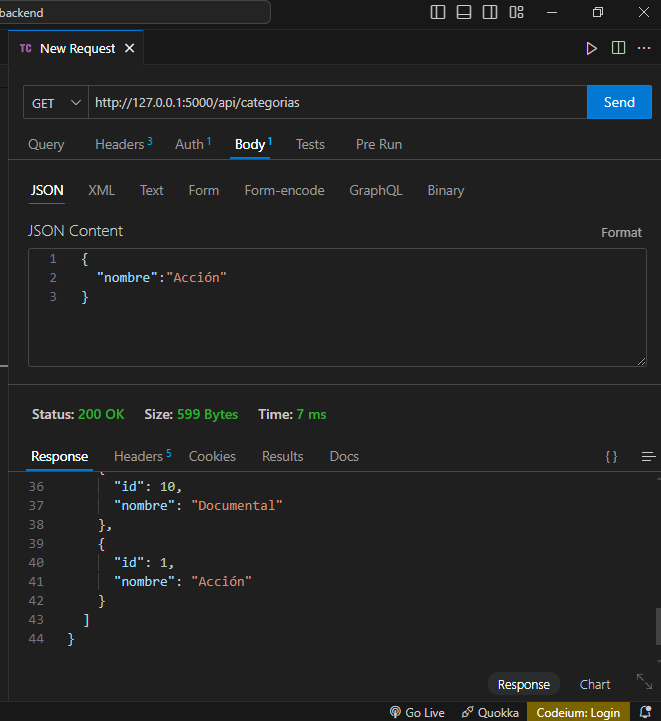 backend
TC New Request
GET http://127.0.0.1:5000/api/categorias Send
Query Headers 3 Auth 1 Body 1 Tests Pre Run
JSON XML Text Form Form-encode GraphQL Binary
JSON Content Format
1 {
2 "nombre":"Acción"
3 }
Status: 200 OK Size: 599 Bytes Time: 7 ms
Response Headers 5 Cookies Results Docs { }
{
36 "id": 10,
37 "nombre": "Documental"
38 },
39 {
40 "id": 1,
41 "nombre": "Acción"
42 }
43 ]
44 }
Response Chart
Go Live Quokka Codeium: Login